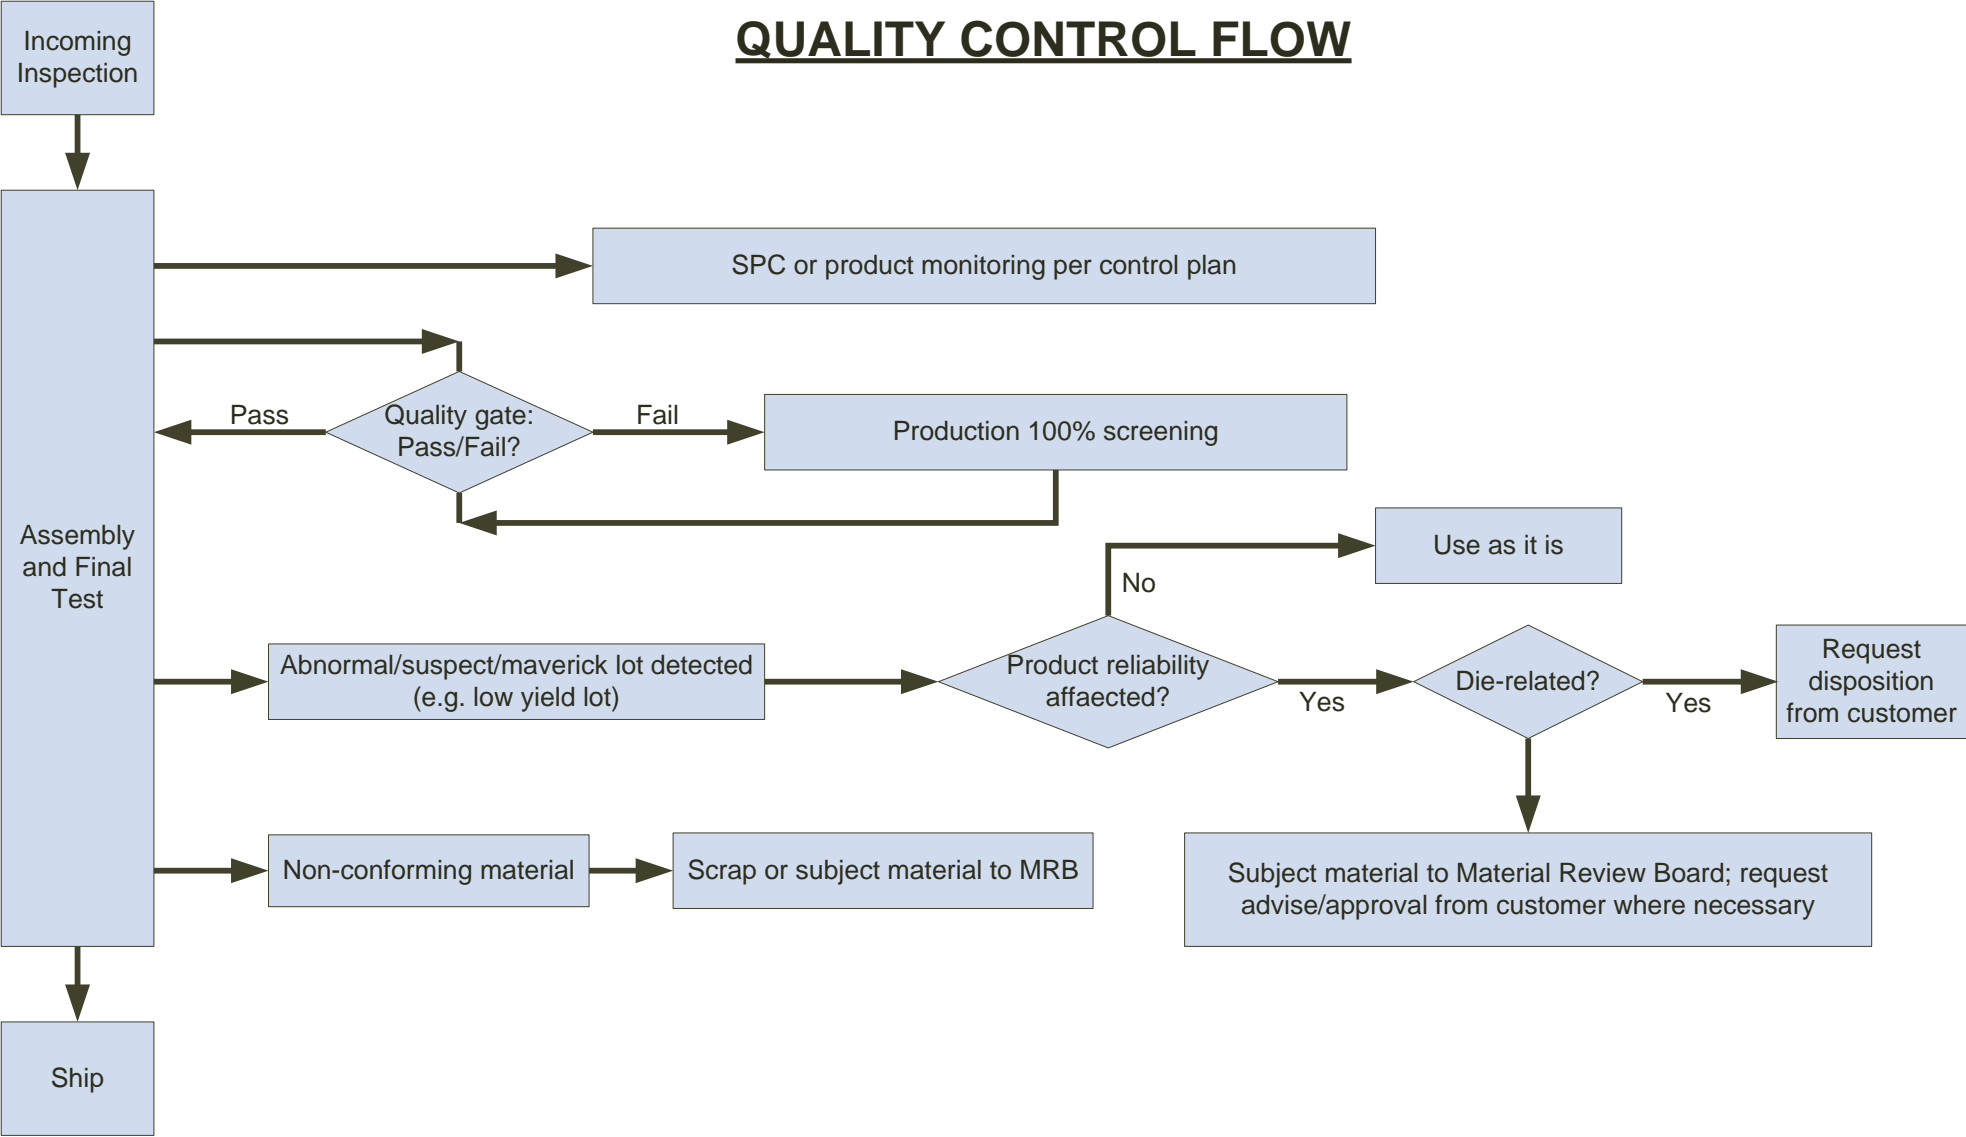 QUALITY CONTROL FLOW
Incoming
Inspection
SPC or product monitoring per control plan
Pass
Quality gate:
Pass/Fail?
Fail
Production 100% screening
Assembly
and Final
Test
Use as it is
No
Abnormal/suspect/maverick lot detected
(e.g. low yield lot)
Product reliability
affaected?
Yes
Die-related?
Yes
Request
disposition
from customer
Non-conforming material
Scrap or subject material to MRB
Subject material to Material Review Board; request
advise/approval from customer where necessary
Ship